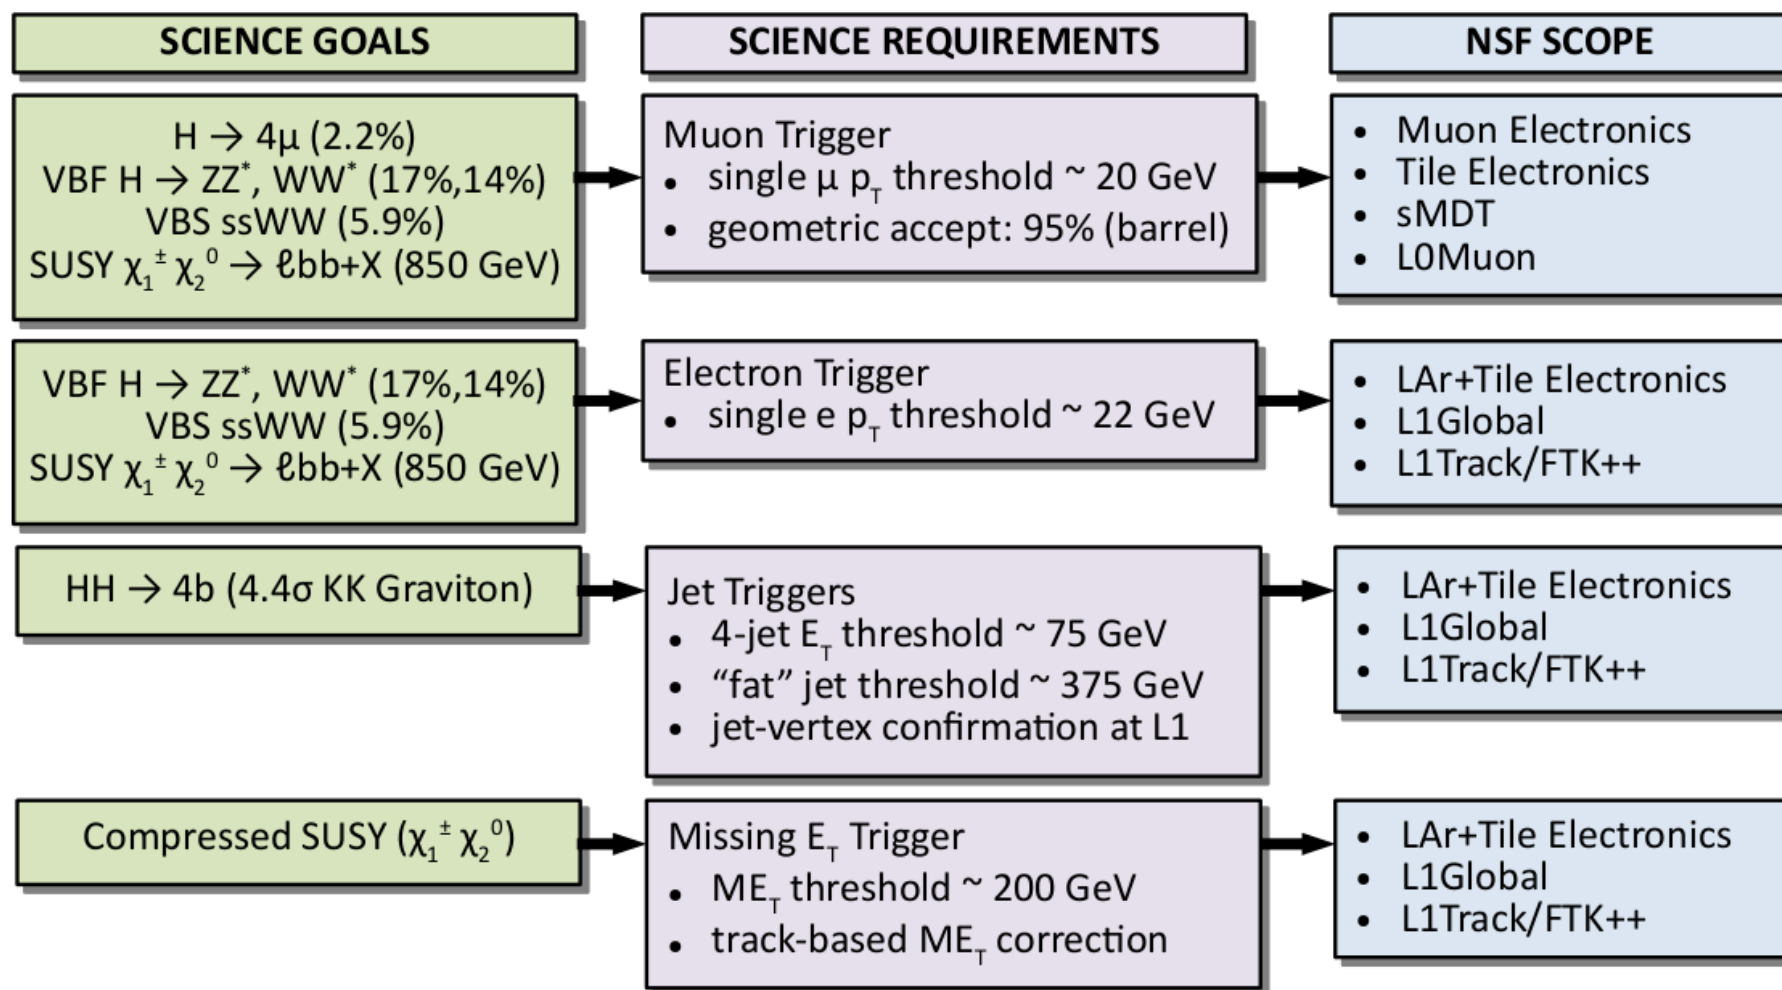 SCIENCE GOALS
SCIENCE REQUIREMENTS
NSF SCOPE
H → 4μ (2.2%)
VBF H → ZZ*, WW* (17%,14%)
VBS ssWW (5.9%)
SUSY χ₁± χ₂⁰ → ℓbb+X (850 GeV)
Muon Trigger
• single μ p_T threshold ~ 20 GeV
• geometric accept: 95% (barrel)
• Muon Electronics
• Tile Electronics
• sMDT
• L0Muon
VBF H → ZZ*, WW* (17%,14%)
VBS ssWW (5.9%)
SUSY χ₁± χ₂⁰ → ℓbb+X (850 GeV)
Electron Trigger
• single e p_T threshold ~ 22 GeV
• LAr+Tile Electronics
• L1Global
• L1Track/FTK++
HH → 4b (4.4σ KK Graviton)
Jet Triggers
• 4-jet E_T threshold ~ 75 GeV
• “fat” jet threshold ~ 375 GeV
• jet-vertex confirmation at L1
• LAr+Tile Electronics
• L1Global
• L1Track/FTK++
Compressed SUSY (χ₁± χ₂⁰)
Missing E_T Trigger
• ME_T threshold ~ 200 GeV
• track-based ME_T correction
• LAr+Tile Electronics
• L1Global
• L1Track/FTK++